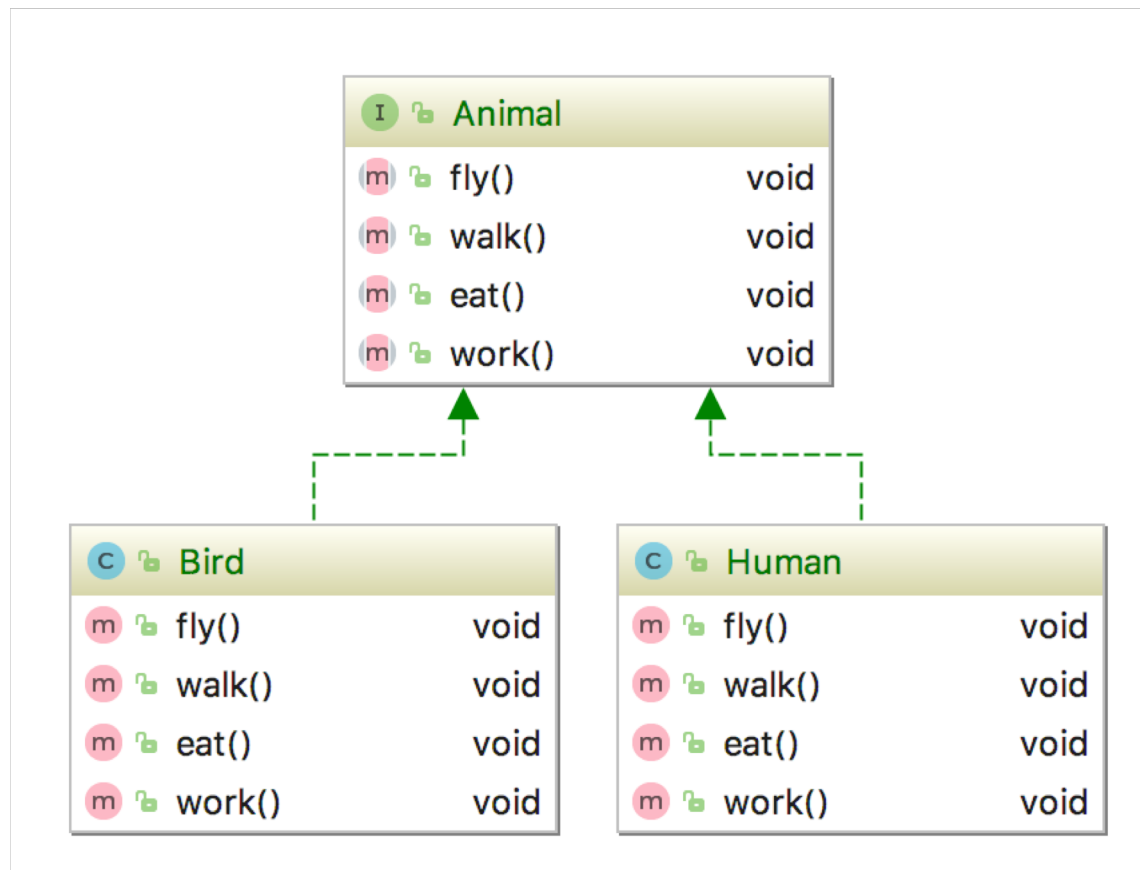 I Animal
m fly() void
m walk() void
m eat() void
m work() void
C Bird
m fly() void
m walk() void
m eat() void
m work() void
C Human
m fly() void
m walk() void
m eat() void
m work() void